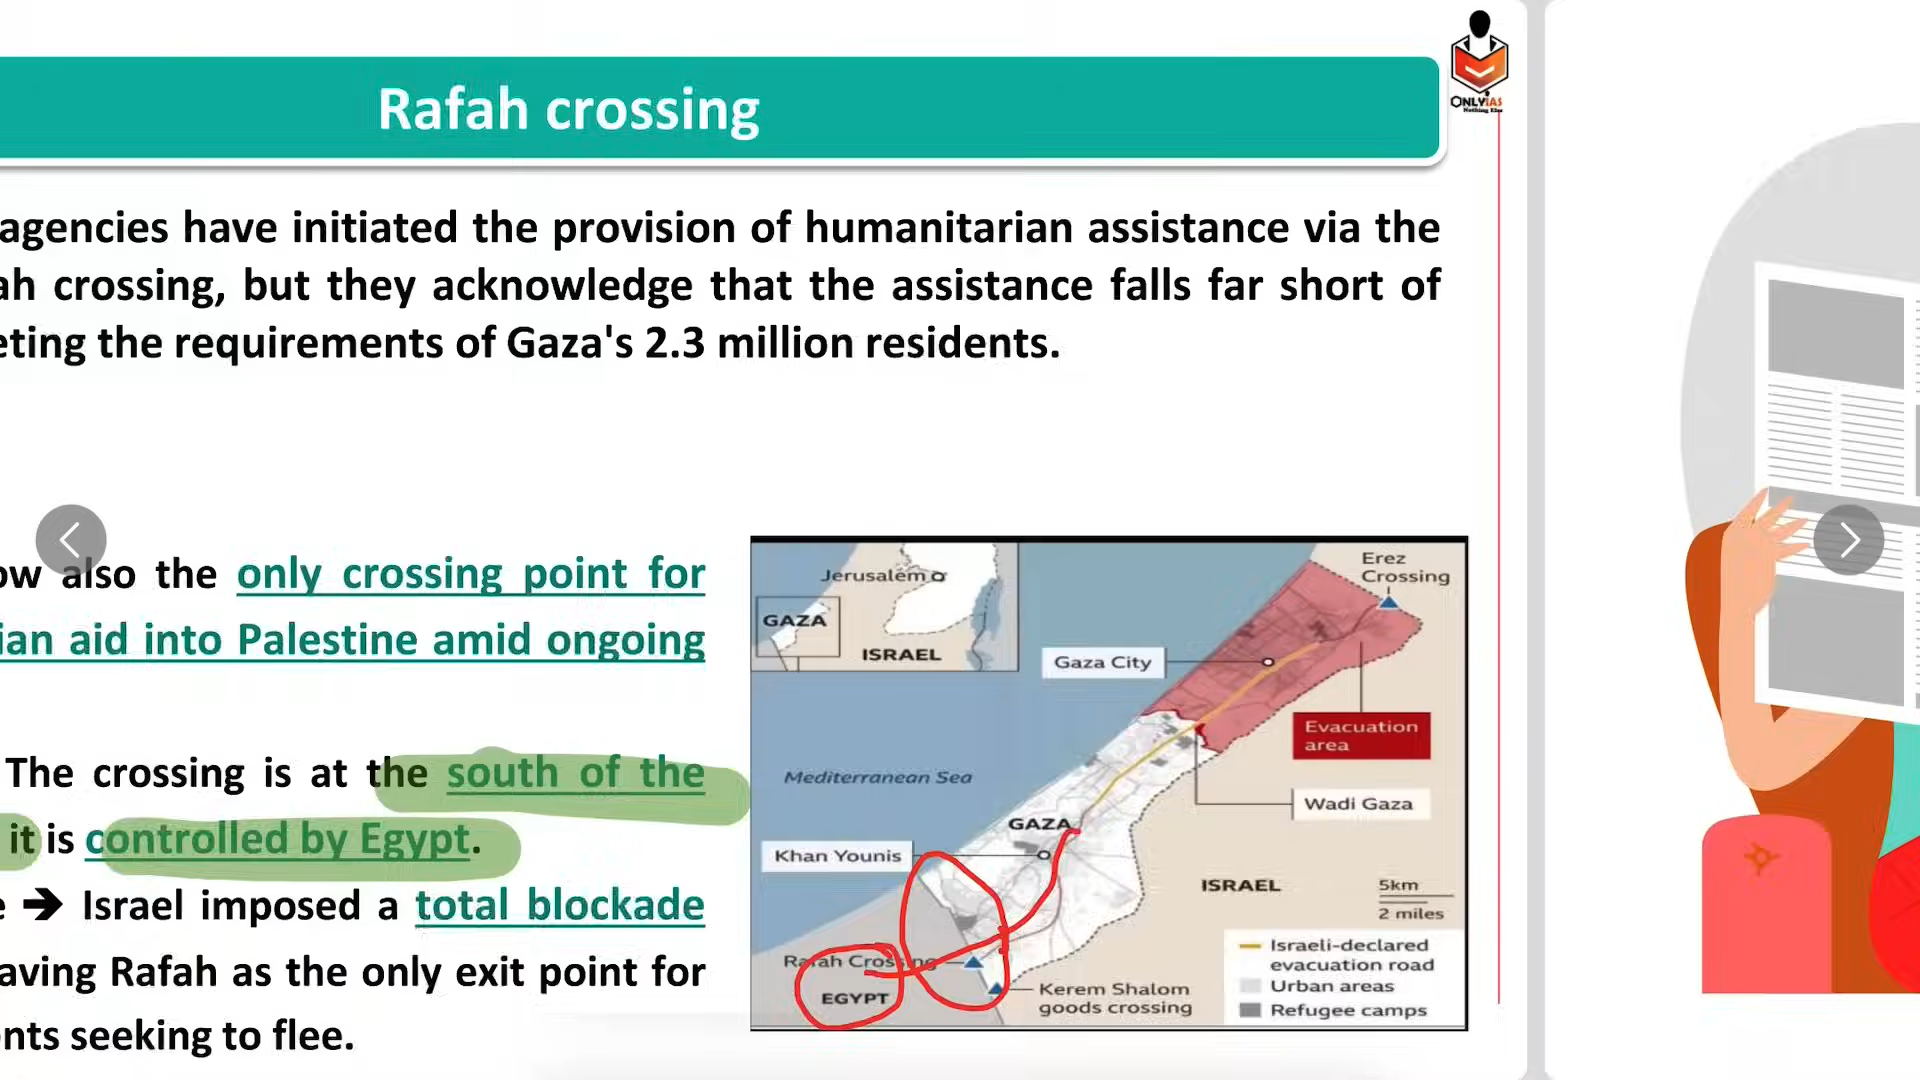 Rafah crossing
ONLYIAS
Nothing Else
agencies have initiated the provision of humanitarian assistance via the
ah crossing, but they acknowledge that the assistance falls far short of
eting the requirements of Gaza's 2.3 million residents.
ow also the only crossing point for
ian aid into Palestine amid ongoing
The crossing is at the south of the
it is controlled by Egypt.
e ➔ Israel imposed a total blockade
aving Rafah as the only exit point for
nts seeking to flee.
Jerusalem
GAZA
ISRAEL
Erez
Crossing
Gaza City
Evacuation
area
Mediterranean Sea
Wadi Gaza
GAZA
Khan Younis
ISRAEL
5km
2 miles
Rafah Crossing
EGYPT
Kerem Shalom
goods crossing
Israeli-declared
evacuation road
Urban areas
Refugee camps